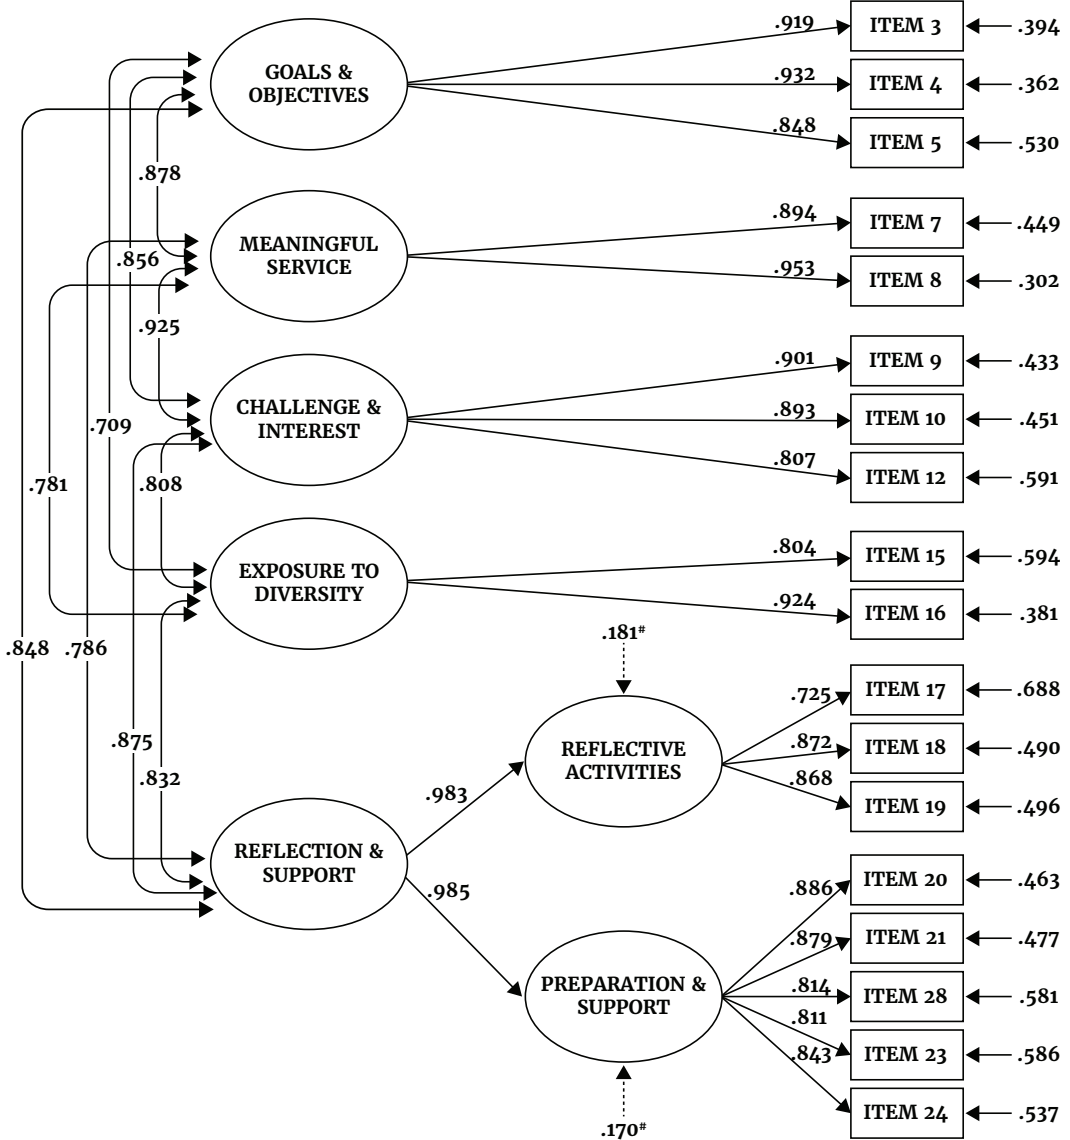 .919
ITEM 3
.394
GOALS &
OBJECTIVES
.932
ITEM 4
.362
.848
ITEM 5
.530
.878
.894
ITEM 7
.449
MEANINGFUL
SERVICE
.856
.953
ITEM 8
.302
.925
.901
ITEM 9
.433
CHALLENGE &
INTEREST
.893
ITEM 10
.451
.709
.807
ITEM 12
.591
.781
.808
.804
ITEM 15
.594
EXPOSURE TO
DIVERSITY
.924
ITEM 16
.381
.848
.786
.181#
.725
ITEM 17
.688
.875
.832
REFLECTIVE
ACTIVITIES
.872
ITEM 18
.490
.868
ITEM 19
.496
.983
REFLECTION &
SUPPORT
.985
.886
ITEM 20
.463
.879
ITEM 21
.477
PREPARATION &
SUPPORT
.814
ITEM 28
.581
.811
ITEM 23
.586
.843
ITEM 24
.537
.170#